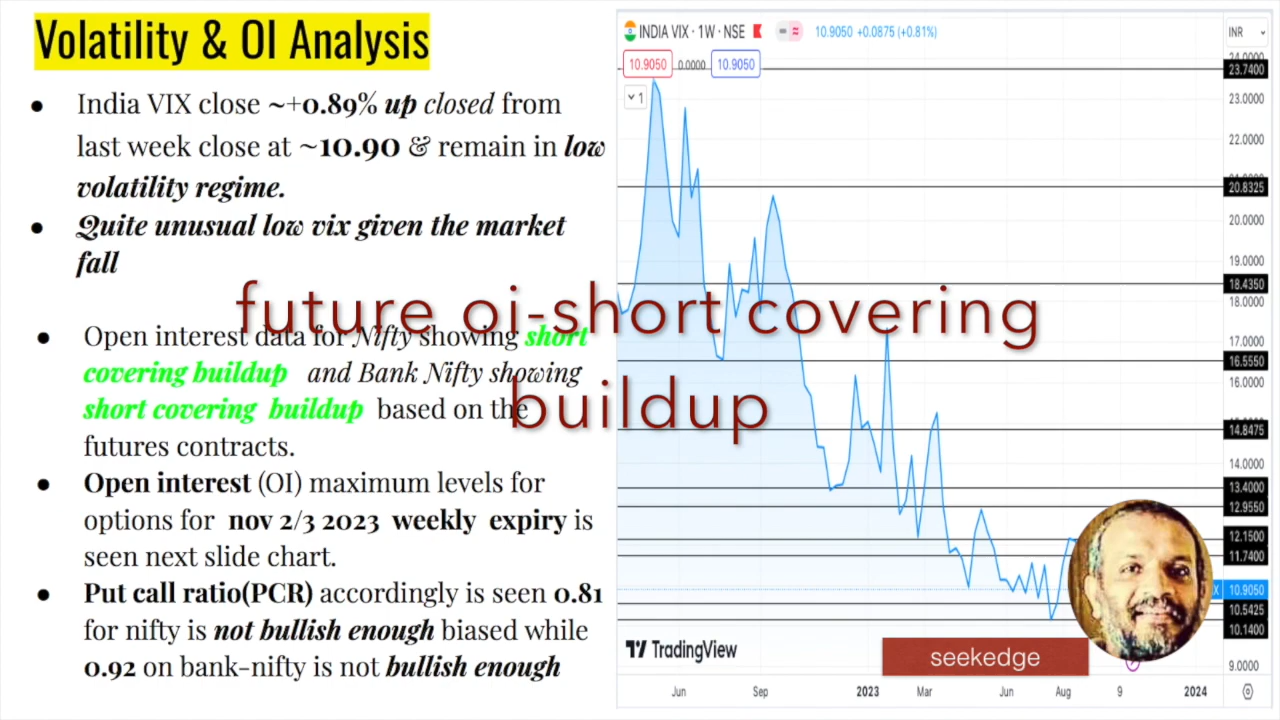 Volatility & OI Analysis
● India VIX close ~+0.89% up closed from
last week close at ~10.90 & remain in low
volatility regime.
● Quite unusual low vix given the market
fall
future oi-short covering
buildup
● Open interest data for Nifty showing short
covering buildup and Bank Nifty showing
short covering buildup based on the
futures contracts.
● Open interest (OI) maximum levels for
options for nov 2/3 2023 weekly expiry is
seen next slide chart.
● Put call ratio(PCR) accordingly is seen 0.81
for nifty is not bullish enough biased while
0.92 on bank-nifty is not bullish enough
INDIA VIX · 1W · NSE 10.9050 +0.0875 (+0.81%)
INR
10.9050 0.0000 10.9050
1
23.7400
23.0000
22.0000
20.8325
20.0000
19.0000
18.4350
18.0000
17.0000
16.5550
16.0000
14.8475
14.0000
13.4000
12.9550
12.1500
11.7400
10.9050
10.5425
10.1400
9.0000
TradingView
seekedge
Jun Sep 2023 Mar Jun Aug 9 2024